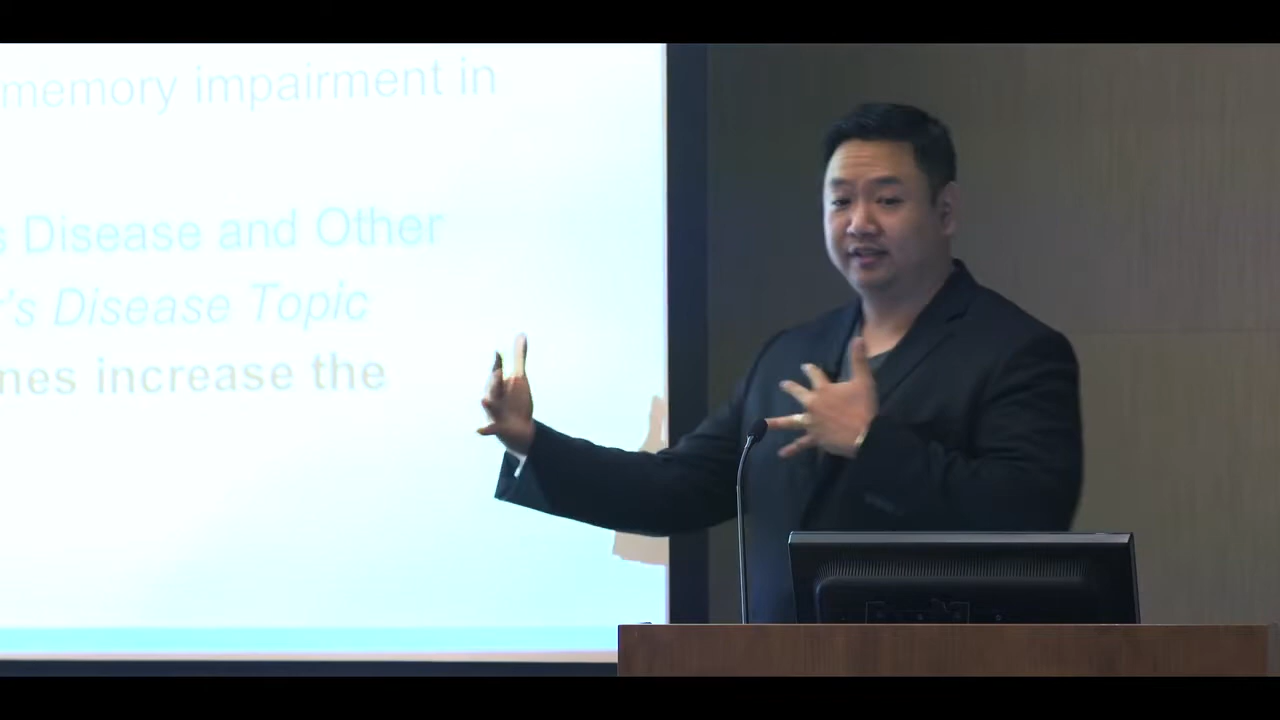 memory impairment in
s Disease and Other
r's Disease Topic
nes increase the